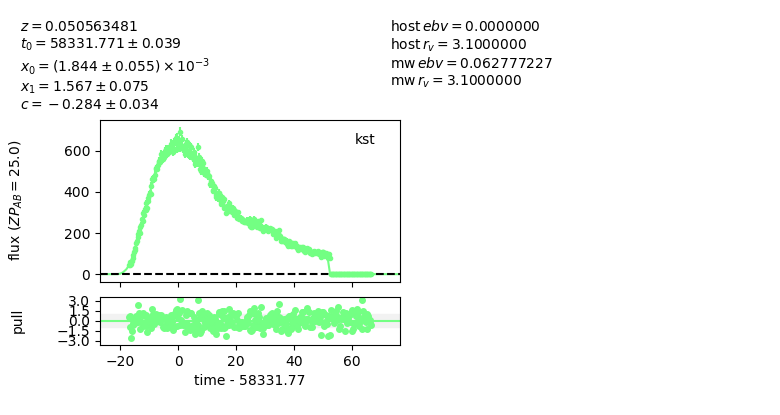 z = 0.050563481
t₀ = 58331.771 ± 0.039
x₀ = (1.844 ± 0.055) × 10⁻³
x₁ = 1.567 ± 0.075
c = −0.284 ± 0.034
host ebv = 0.0000000
host r_v = 3.1000000
mw ebv = 0.062777227
mw r_v = 3.1000000
kst
flux (ZP_AB = 25.0)
600
400
200
0
pull
3.0
1.5
0.0
−1.5
−3.0
−20 0 20 40 60
time - 58331.77